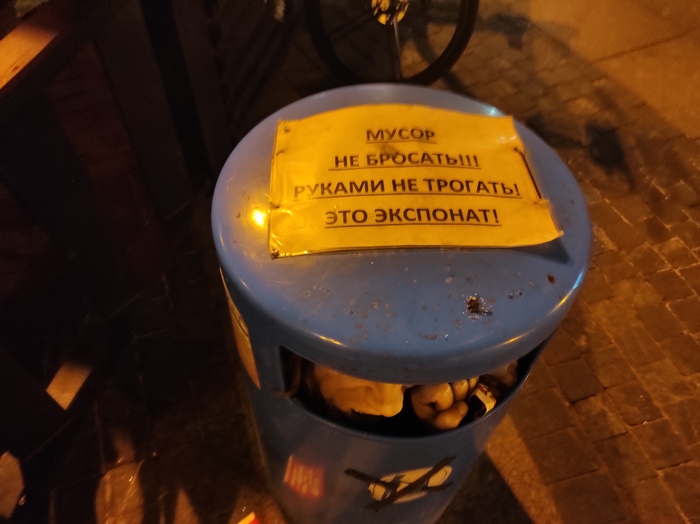 МУСОР
НЕ БРОСАТЬ!!!
РУКАМИ НЕ ТРОГАТЬ!
ЭТО ЭКСПОНАТ!